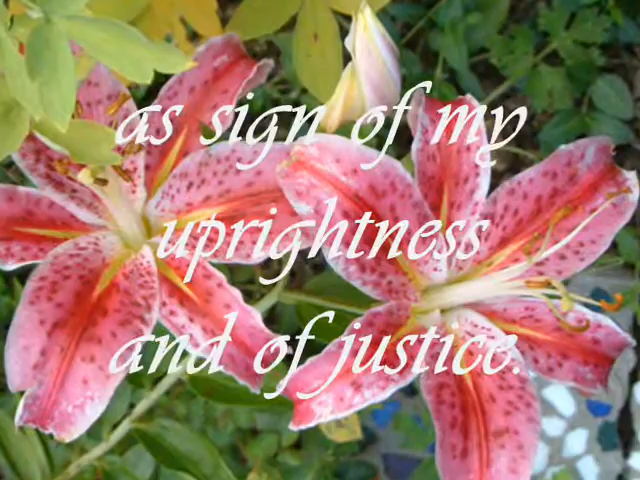 as sign of my
uprightness
and of justice.